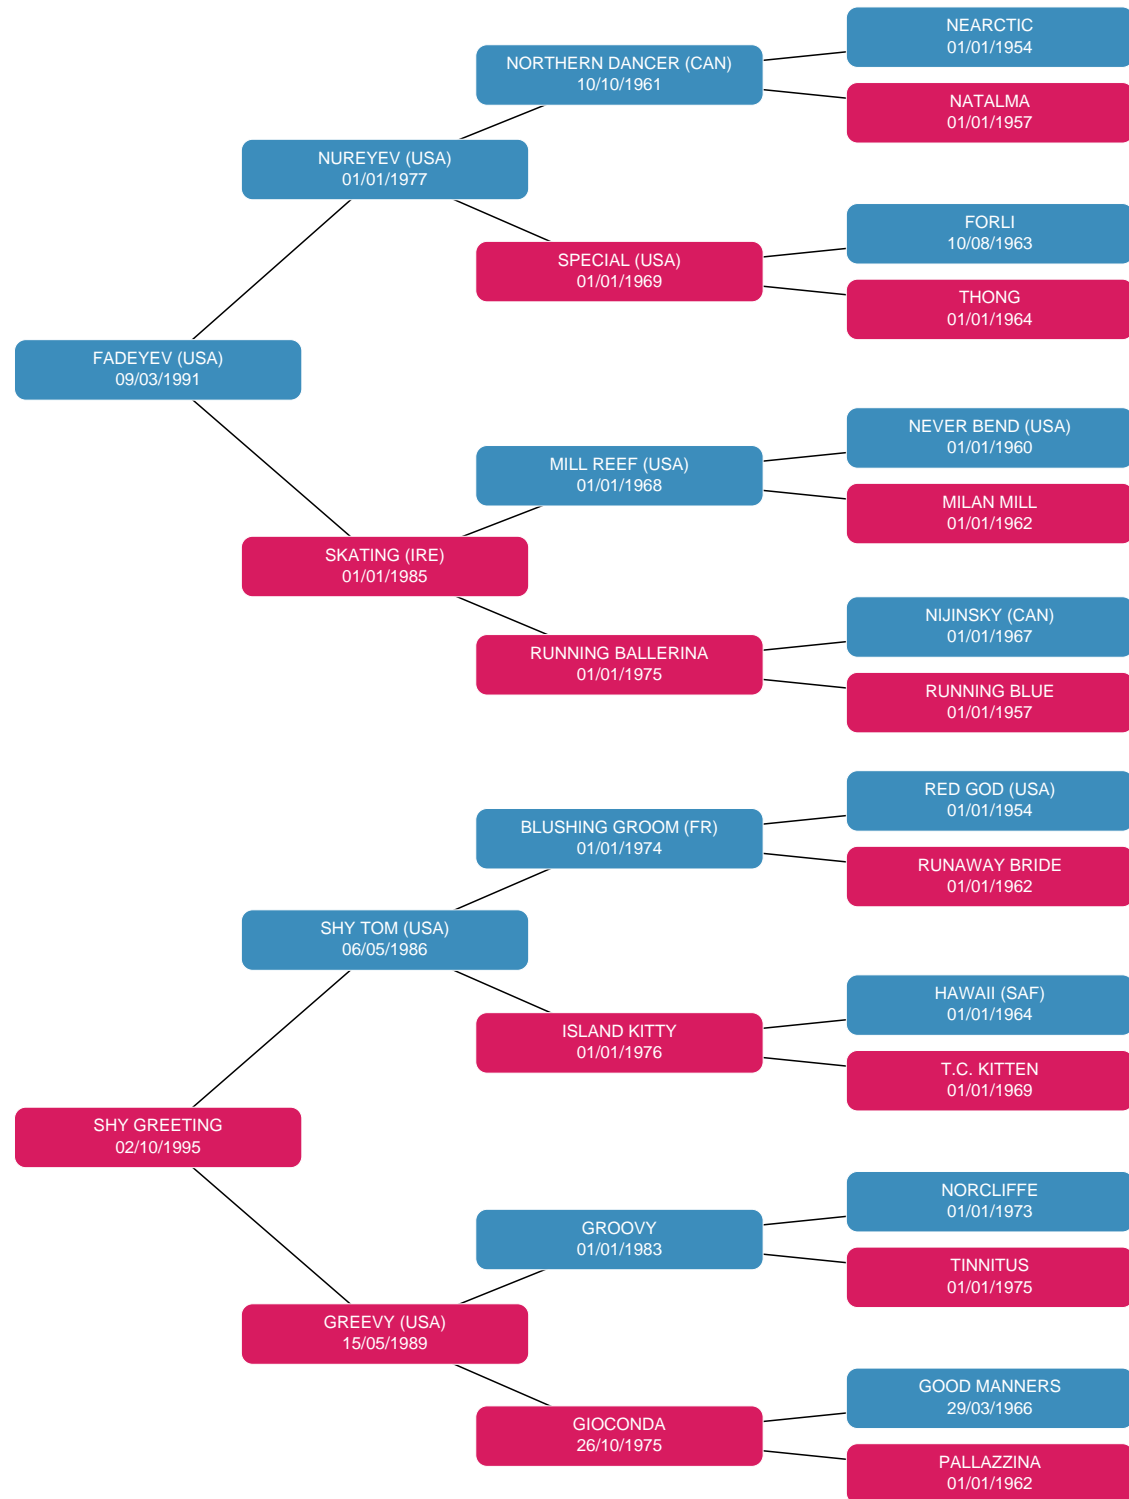 NEARCTIC
01/01/1954
NORTHERN DANCER (CAN)
10/10/1961
NATALMA
01/01/1957
NUREYEV (USA)
01/01/1977
FORLI
10/08/1963
SPECIAL (USA)
01/01/1969
THONG
01/01/1964
FADEYEV (USA)
09/03/1991
NEVER BEND (USA)
01/01/1960
MILL REEF (USA)
01/01/1968
MILAN MILL
01/01/1962
SKATING (IRE)
01/01/1985
NIJINSKY (CAN)
01/01/1967
RUNNING BALLERINA
01/01/1975
RUNNING BLUE
01/01/1957
RED GOD (USA)
01/01/1954
BLUSHING GROOM (FR)
01/01/1974
RUNAWAY BRIDE
01/01/1962
SHY TOM (USA)
06/05/1986
HAWAII (SAF)
01/01/1964
ISLAND KITTY
01/01/1976
T.C. KITTEN
01/01/1969
SHY GREETING
02/10/1995
NORCLIFFE
01/01/1973
GROOVY
01/01/1983
TINNITUS
01/01/1975
GREEVY (USA)
15/05/1989
GOOD MANNERS
29/03/1966
GIOCONDA
26/10/1975
PALLAZZINA
01/01/1962